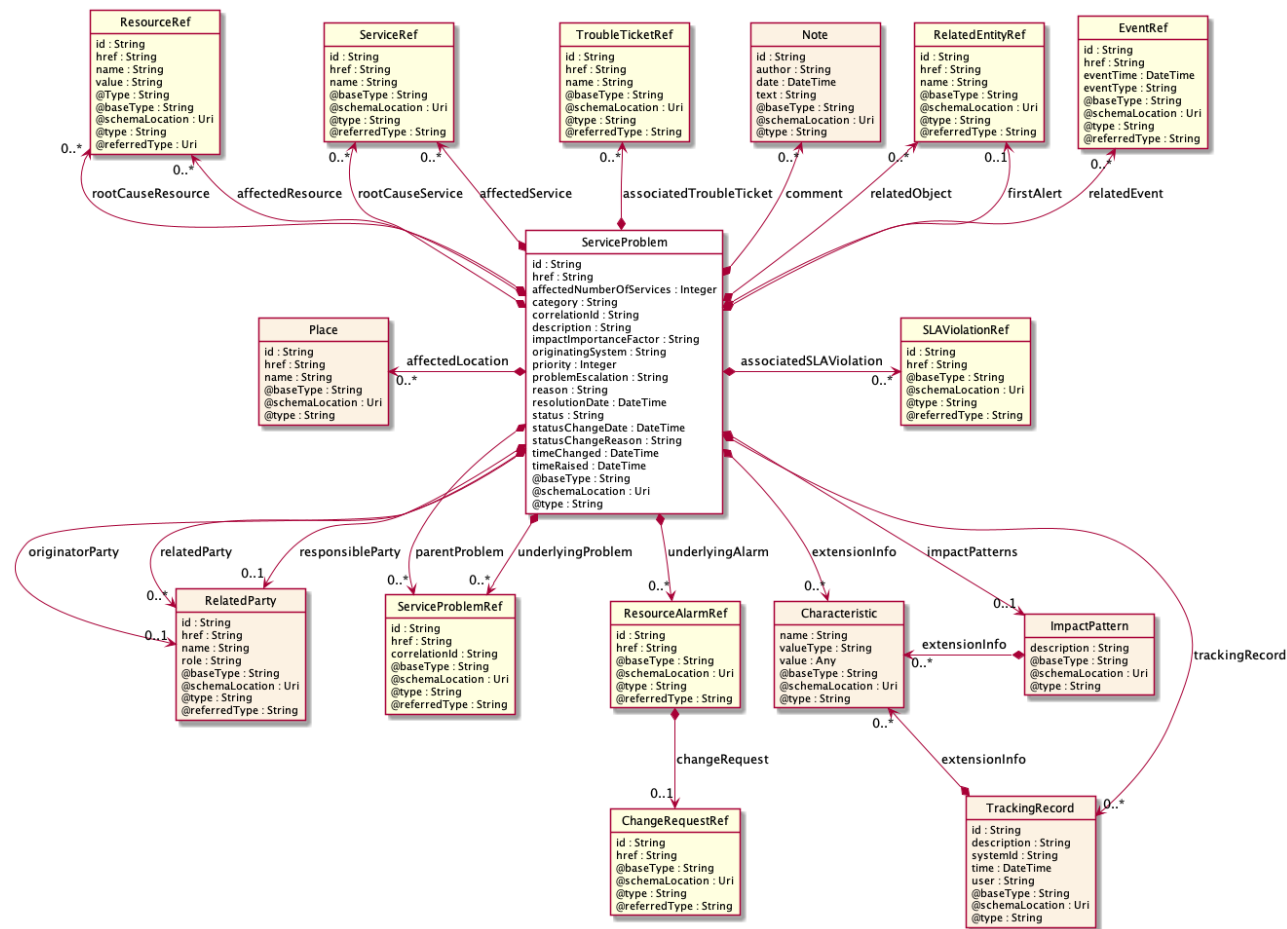 ResourceRef
id : String
href : String
name : String
value : String
@Type : String
@baseType : String
@schemaLocation : Uri
@type : String
@referredType : Uri
ServiceRef
id : String
href : String
name : String
@baseType : String
@schemaLocation : Uri
@type : String
@referredType : String
TroubleTicketRef
id : String
href : String
name : String
@baseType : String
@schemaLocation : Uri
@type : String
@referredType : String
Note
id : String
author : String
date : DateTime
text : String
@baseType : String
@schemaLocation : Uri
@type : String
RelatedEntityRef
id : String
href : String
name : String
@baseType : String
@schemaLocation : Uri
@type : String
@referredType : String
EventRef
id : String
href : String
eventTime : DateTime
eventType : String
@baseType : String
@schemaLocation : Uri
@type : String
@referredType : String
0..*
0..*
0..*
0..*
0..*
0..*
0..*
0..1
0..*
rootCauseResource
affectedResource
rootCauseService
affectedService
associatedTroubleTicket
comment
relatedObject
firstAlert
relatedEvent
ServiceProblem
id : String
href : String
affectedNumberOfServices : Integer
category : String
correlationId : String
description : String
impactImportanceFactor : String
originatingSystem : String
priority : Integer
problemEscalation : String
reason : String
resolutionDate : DateTime
status : String
statusChangeDate : DateTime
statusChangeReason : String
timeChanged : DateTime
timeRaised : DateTime
@baseType : String
@schemaLocation : Uri
@type : String
Place
id : String
href : String
name : String
@baseType : String
@schemaLocation : Uri
@type : String
affectedLocation
0..*
associatedSLAViolation
0..*
SLAViolationRef
id : String
href : String
@baseType : String
@schemaLocation : Uri
@type : String
@referredType : String
originatorParty
relatedParty
responsibleParty
parentProblem
underlyingProblem
underlyingAlarm
extensionInfo
impactPatterns
trackingRecord
0..1
0..*
0..1
0..*
0..*
0..*
0..*
0..1
RelatedParty
id : String
href : String
name : String
role : String
@baseType : String
@schemaLocation : Uri
@type : String
@referredType : String
ServiceProblemRef
id : String
href : String
correlationId : String
@baseType : String
@schemaLocation : Uri
@type : String
@referredType : String
ResourceAlarmRef
id : String
href : String
@baseType : String
@schemaLocation : Uri
@type : String
@referredType : String
Characteristic
name : String
valueType : String
value : Any
@baseType : String
@schemaLocation : Uri
@type : String
extensionInfo
0..*
ImpactPattern
description : String
@baseType : String
@schemaLocation : Uri
@type : String
0..*
changeRequest
0..1
extensionInfo
0..*
ChangeRequestRef
id : String
href : String
@baseType : String
@schemaLocation : Uri
@type : String
@referredType : String
TrackingRecord
id : String
description : String
systemId : String
time : DateTime
user : String
@baseType : String
@schemaLocation : Uri
@type : String